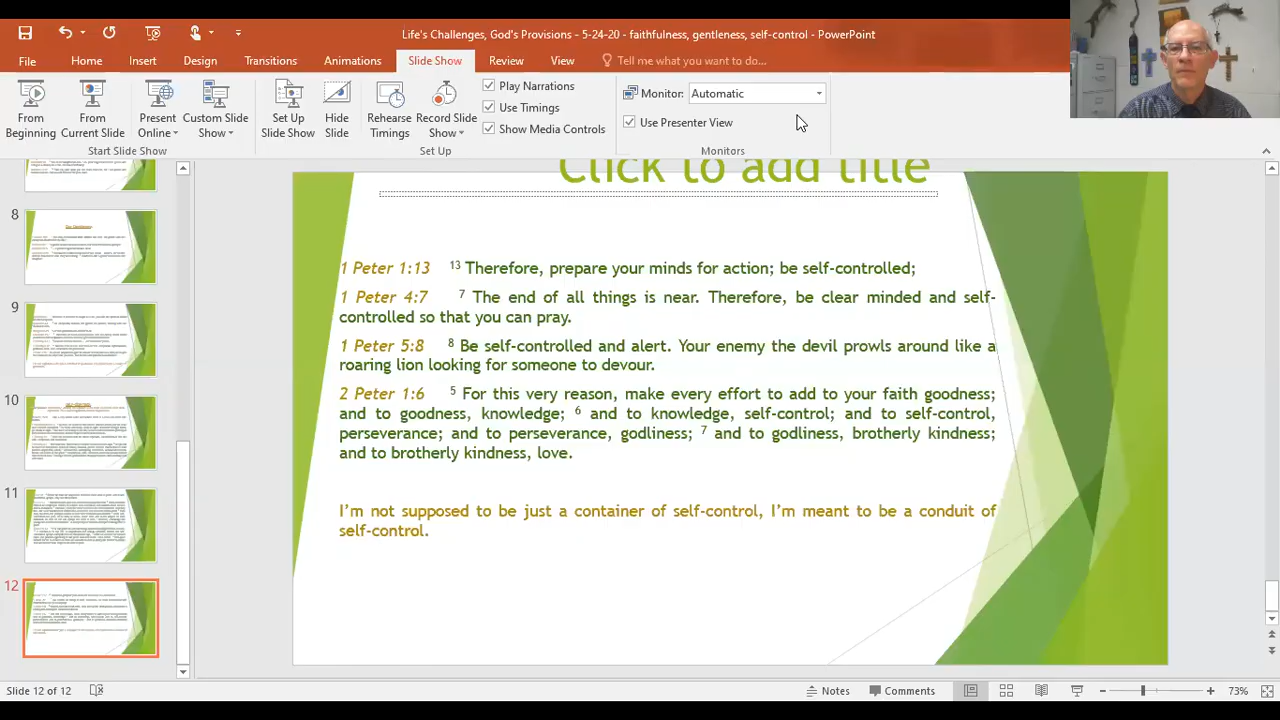 Life's Challenges, God's Provisions - 5-24-20 - faithfulness, gentleness, self-control - PowerPoint
File Home Insert Design Transitions Animations Slide Show Review View Tell me what you want to do...
From Beginning
From Current Slide
Present Online
Custom Slide Show
Set Up Slide Show
Hide Slide
Rehearse Timings
Record Slide Show
Play Narrations
Use Timings
Show Media Controls
Monitor: Automatic
Use Presenter View
Start Slide Show
Set Up
Monitors
8
9
10
11
12
Click to add title
1 Peter 1:13 13 Therefore, prepare your minds for action; be self-controlled;
1 Peter 4:7 7 The end of all things is near. Therefore, be clear minded and self-
controlled so that you can pray.
1 Peter 5:8 8 Be self-controlled and alert. Your enemy the devil prowls around like a
roaring lion looking for someone to devour.
2 Peter 1:6 5 For this very reason, make every effort to add to your faith goodness;
and to goodness, knowledge; 6 and to knowledge, self-control; and to self-control,
perseverance; and to perseverance, godliness; 7 and to godliness, brotherly kindness;
and to brotherly kindness, love.
I'm not supposed to be just a container of self-control, I'm meant to be a conduit of
self-control.
Slide 12 of 12
Notes
Comments
73%